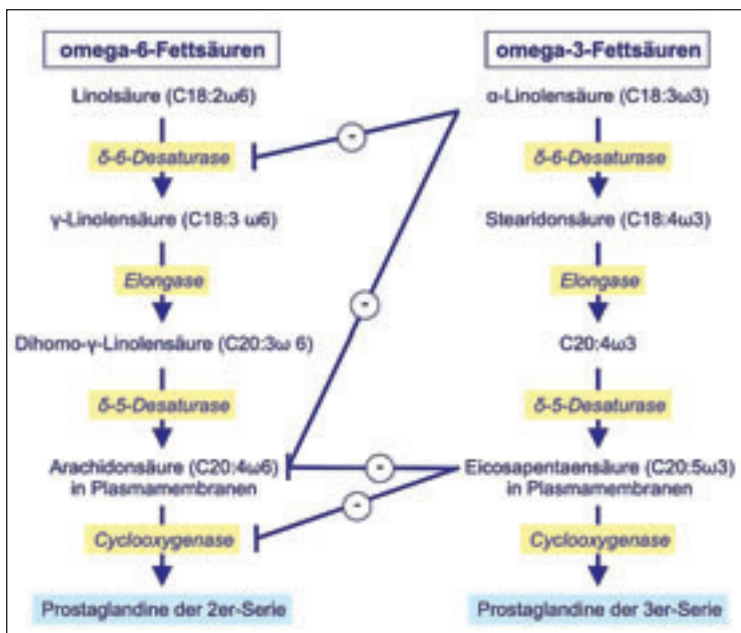 omega-6-Fettsäuren
Linolsäure (C18:2ω6)
δ-6-Desaturase
γ-Linolensäure (C18:3 ω6)
Elongase
Dihomo-γ-Linolensäure (C20:3ω 6)
δ-5-Desaturase
Arachidonsäure (C20:4ω6)
in Plasmamembranen
Cyclooxygenase
Prostaglandine der 2er-Serie
-
-
-
-
omega-3-Fettsäuren
α-Linolensäure (C18:3ω3)
δ-6-Desaturase
Stearidonsäure (C18:4ω3)
Elongase
C20:4ω3
δ-5-Desaturase
Eicosapentaensäure (C20:5ω3)
in Plasmamembranen
Cyclooxygenase
Prostaglandine der 3er-Serie